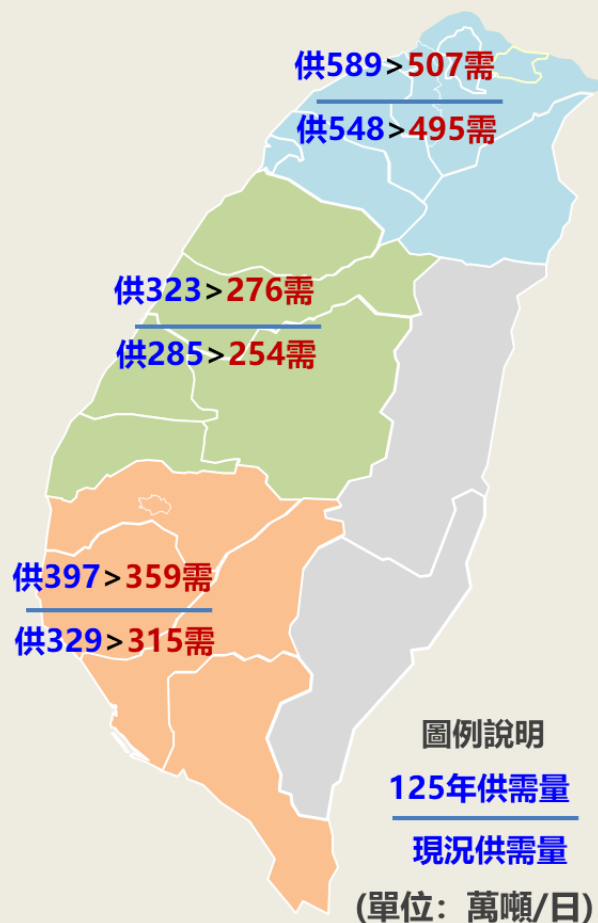 供589>507需
供548>495需
供323>276需
供285>254需
供397>359需
供329>315需
圖例說明
125年供需量
現況供需量
(單位：萬噸/日)